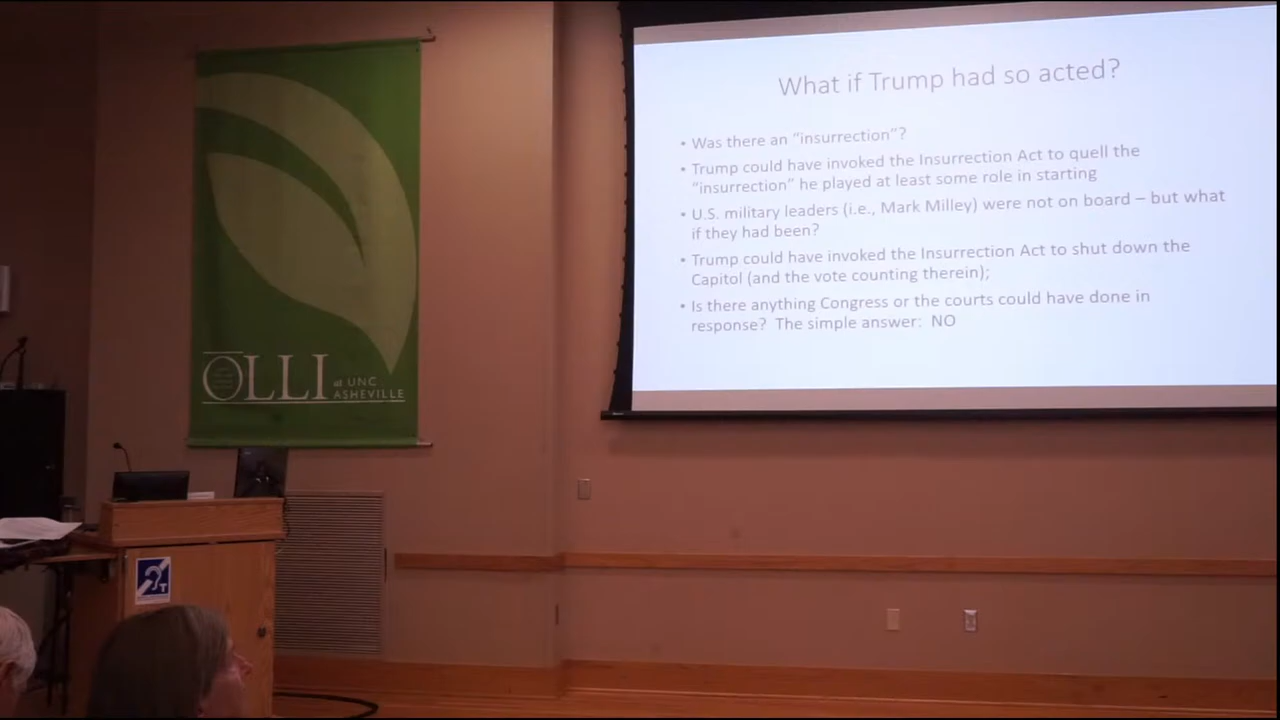 What if Trump had so acted?
• Was there an “insurrection”?
• Trump could have invoked the Insurrection Act to quell the
“insurrection” he played at least some role in starting
• U.S. military leaders (i.e., Mark Milley) were not on board – but what
if they had been?
• Trump could have invoked the Insurrection Act to shut down the
Capitol (and the vote counting therein);
• Is there anything Congress or the courts could have done in
response? The simple answer: NO
OLLI at UNC
ASHEVILLE
T